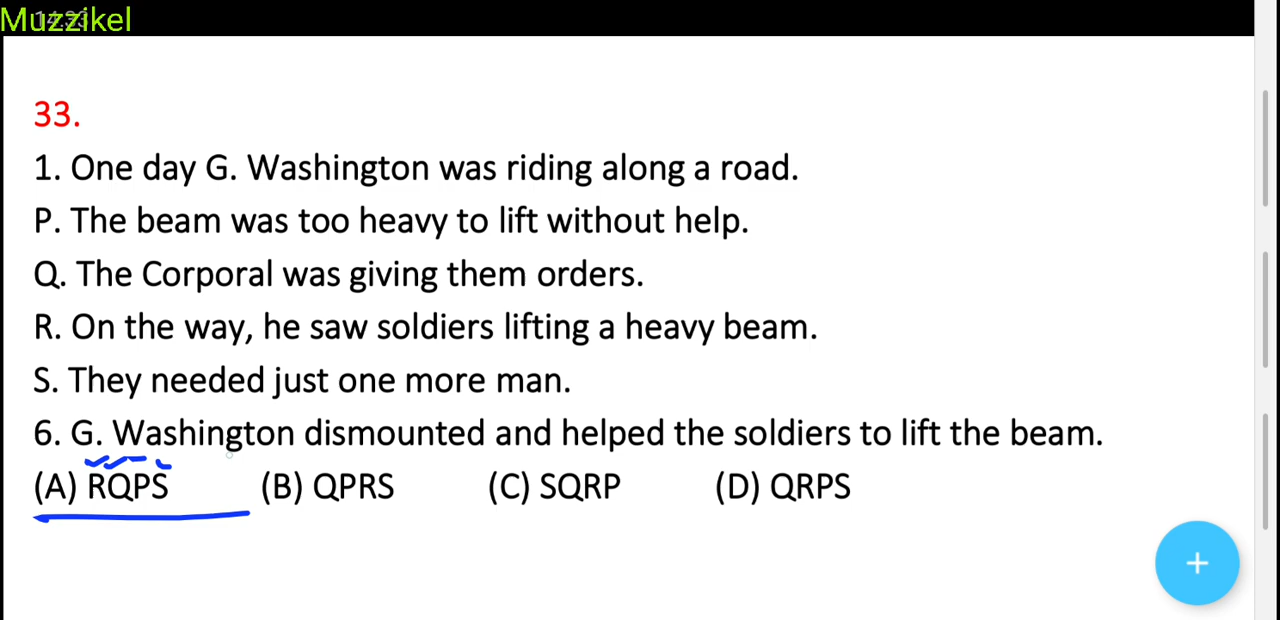 Muzzikel
33.
1. One day G. Washington was riding along a road.
P. The beam was too heavy to lift without help.
Q. The Corporal was giving them orders.
R. On the way, he saw soldiers lifting a heavy beam.
S. They needed just one more man.
6. G. Washington dismounted and helped the soldiers to lift the beam.
(A) RQPS (B) QPRS (C) SQRP (D) QRPS
+